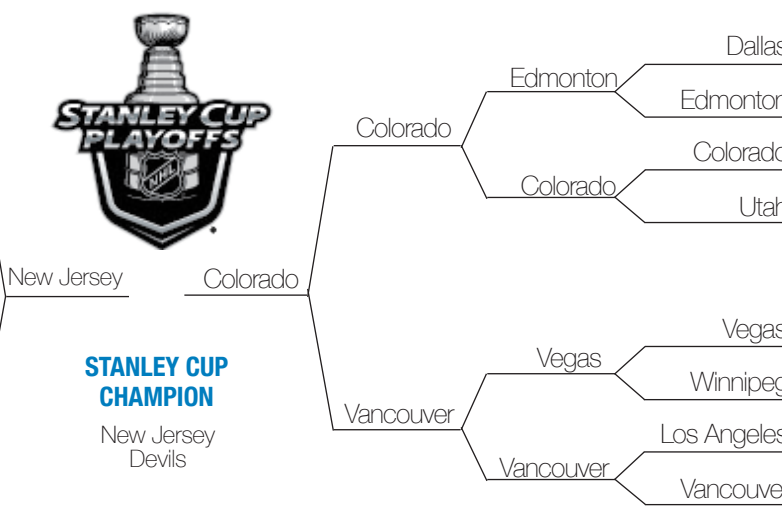 STANLEY CUP
PLAYOFFS
NHL
Dallas
Edmonton
Edmonton
Colorado
Colorado
Colorado
Utah
New Jersey
Colorado
STANLEY CUP
CHAMPION
New Jersey
Devils
Vegas
Vegas
Winnipeg
Vancouver
Los Angeles
Vancouver
Vancouve